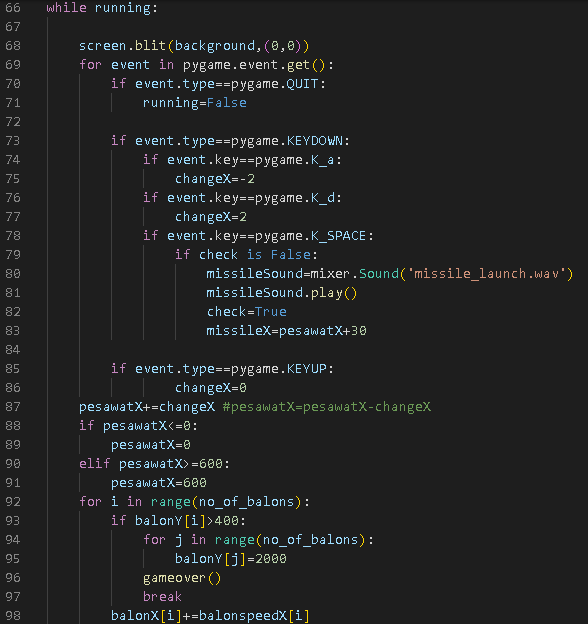 66 while running:
67
68     screen.blit(background,(0,0))
69     for event in pygame.event.get():
70         if event.type==pygame.QUIT:
71             running=False
72
73         if event.type==pygame.KEYDOWN:
74             if event.key==pygame.K_a:
75                 changeX=-2
76             if event.key==pygame.K_d:
77                 changeX=2
78             if event.key==pygame.K_SPACE:
79                 if check is False:
80                     missileSound=mixer.Sound('missile_launch.wav')
81                     missileSound.play()
82                     check=True
83                     missileX=pesawatX+30
84
85         if event.type==pygame.KEYUP:
86                 changeX=0
87     pesawatX+=changeX #pesawatX=pesawatX-changeX
88     if pesawatX<=0:
89         pesawatX=0
90     elif pesawatX>=600:
91         pesawatX=600
92     for i in range(no_of_balons):
93         if balonY[i]>400:
94             for j in range(no_of_balons):
95                 balonY[j]=2000
96             gameover()
97             break
98         balonX[i]+=balonspeedX[i]